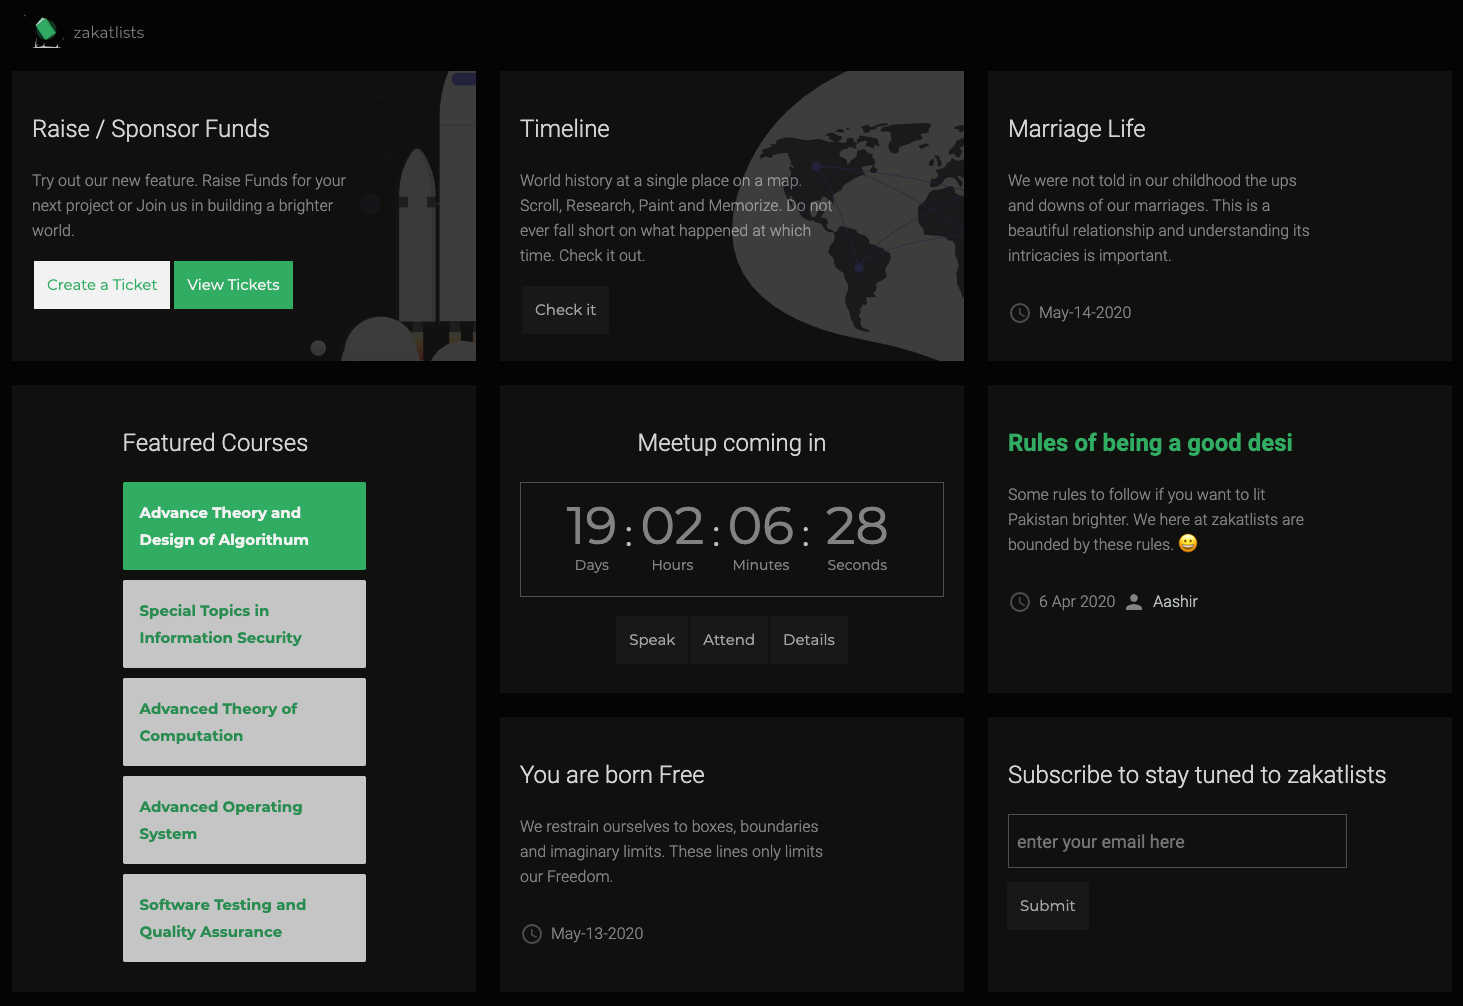 zakatlists
Raise / Sponsor Funds
Try out our new feature. Raise Funds for your
next project or Join us in building a brighter
world.
Create a Ticket
View Tickets
Timeline
World history at a single place on a map.
Scroll, Research, Paint and Memorize. Do not
ever fall short on what happened at which
time. Check it out.
Check it
Marriage Life
We were not told in our childhood the ups
and downs of our marriages. This is a
beautiful relationship and understanding its
intricacies is important.
May-14-2020
Featured Courses
Advance Theory and
Design of Algorithum
Special Topics in
Information Security
Advanced Theory of
Computation
Advanced Operating
System
Software Testing and
Quality Assurance
Meetup coming in
19 : 02 : 06 : 28
Days Hours Minutes Seconds
Speak Attend Details
Rules of being a good desi
Some rules to follow if you want to lit
Pakistan brighter. We here at zakatlists are
bounded by these rules. 😀
6 Apr 2020 Aashir
You are born Free
We restrain ourselves to boxes, boundaries
and imaginary limits. These lines only limits
our Freedom.
May-13-2020
Subscribe to stay tuned to zakatlists
enter your email here
Submit